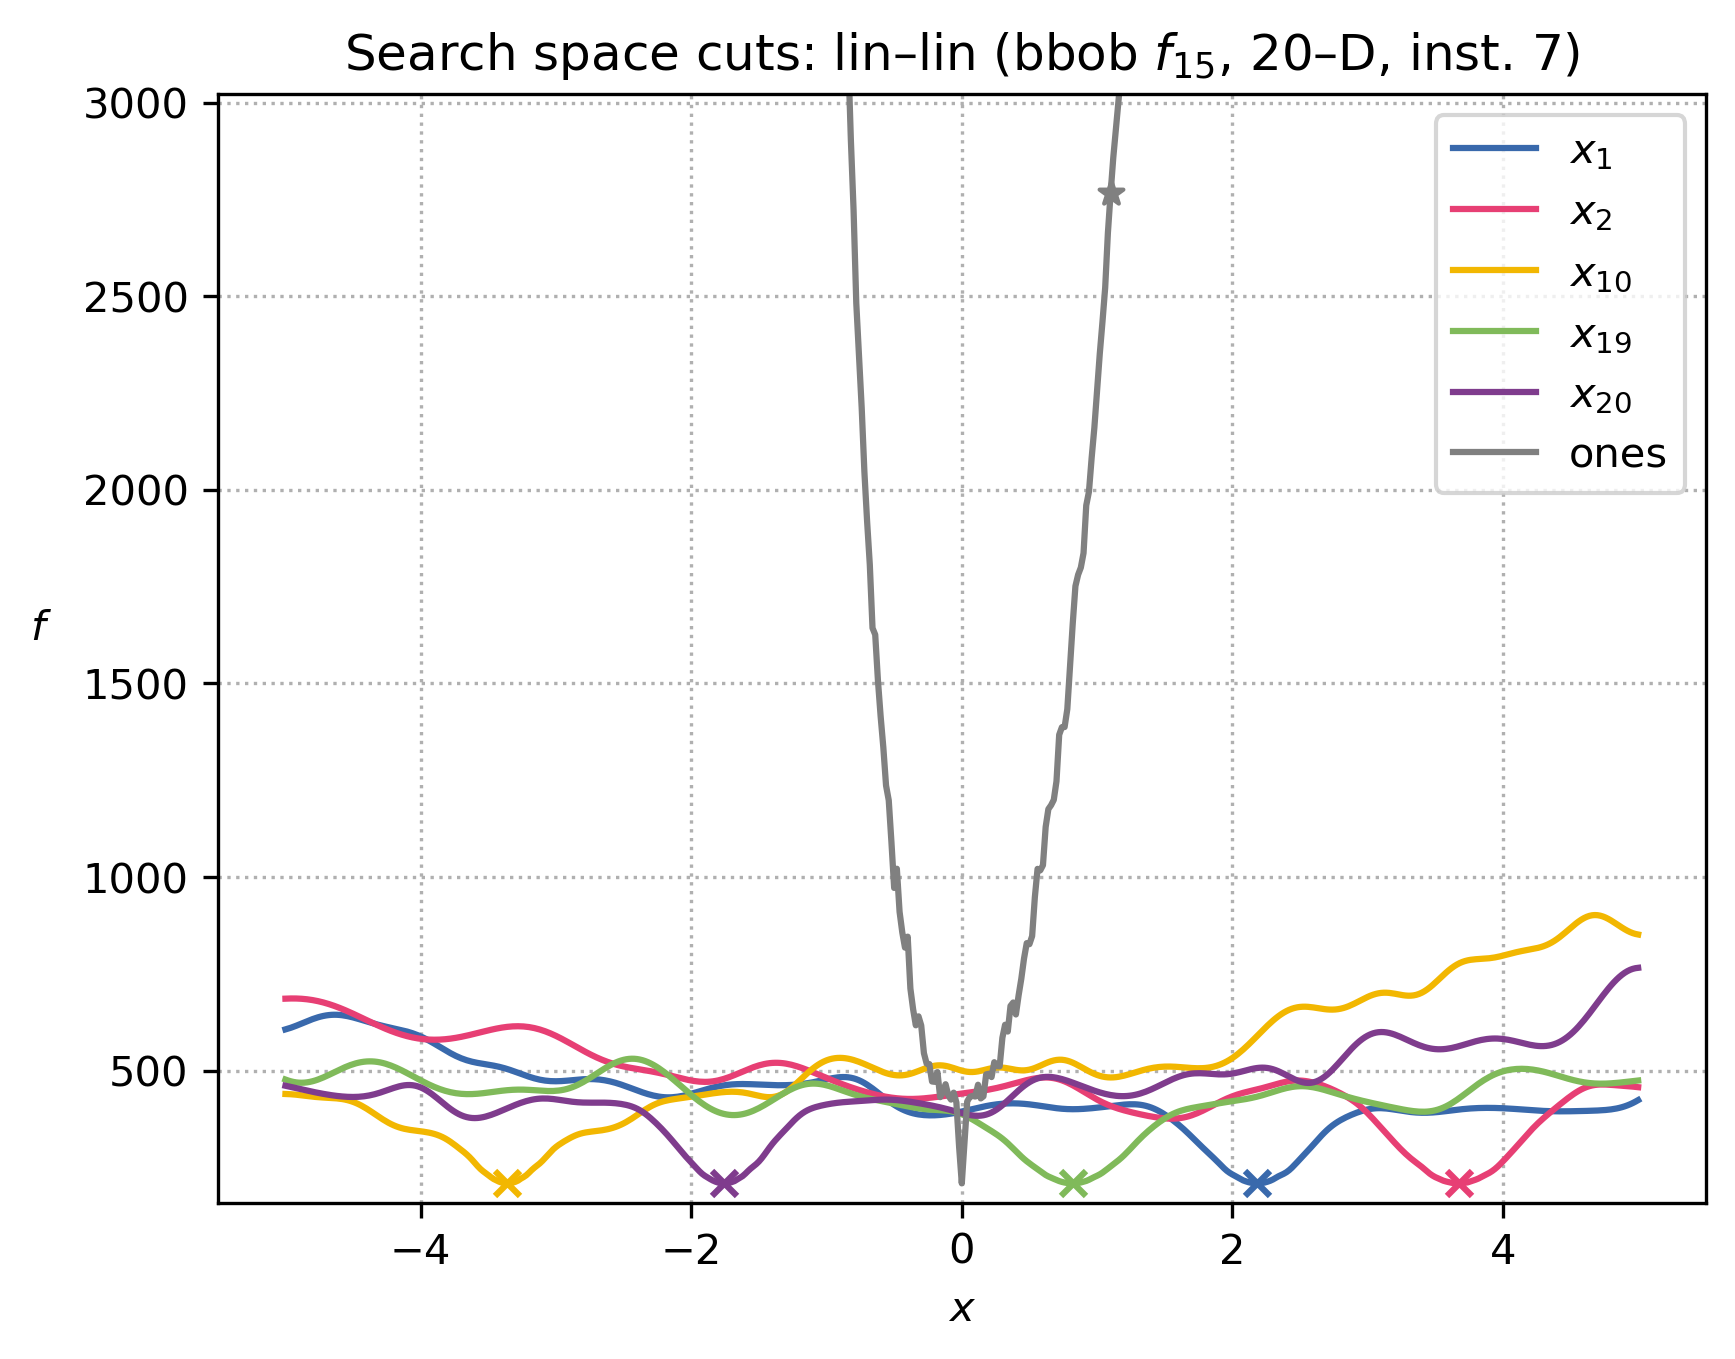 Search space cuts: lin–lin (bbob f15, 20–D, inst. 7)
3000
2500
2000
1500
1000
500
f
−4
−2
0
2
4
x
x1
x2
x10
x19
x20
ones